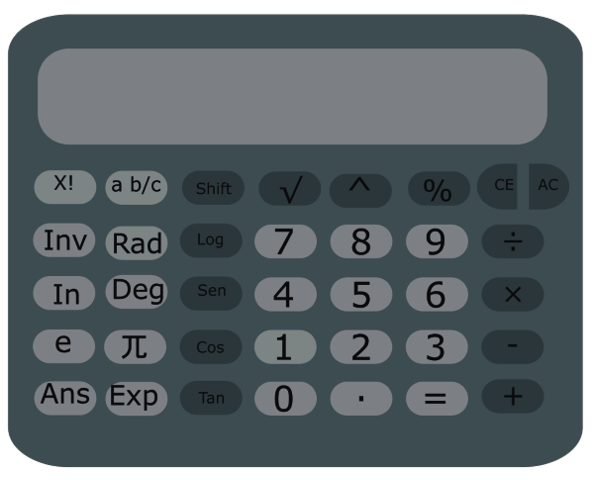 X! a b/c Shift √ ^ % CE AC
Inv Rad Log 7 8 9 ÷
In Deg Sen 4 5 6 ×
e π Cos 1 2 3 -
Ans Exp Tan 0 · = +